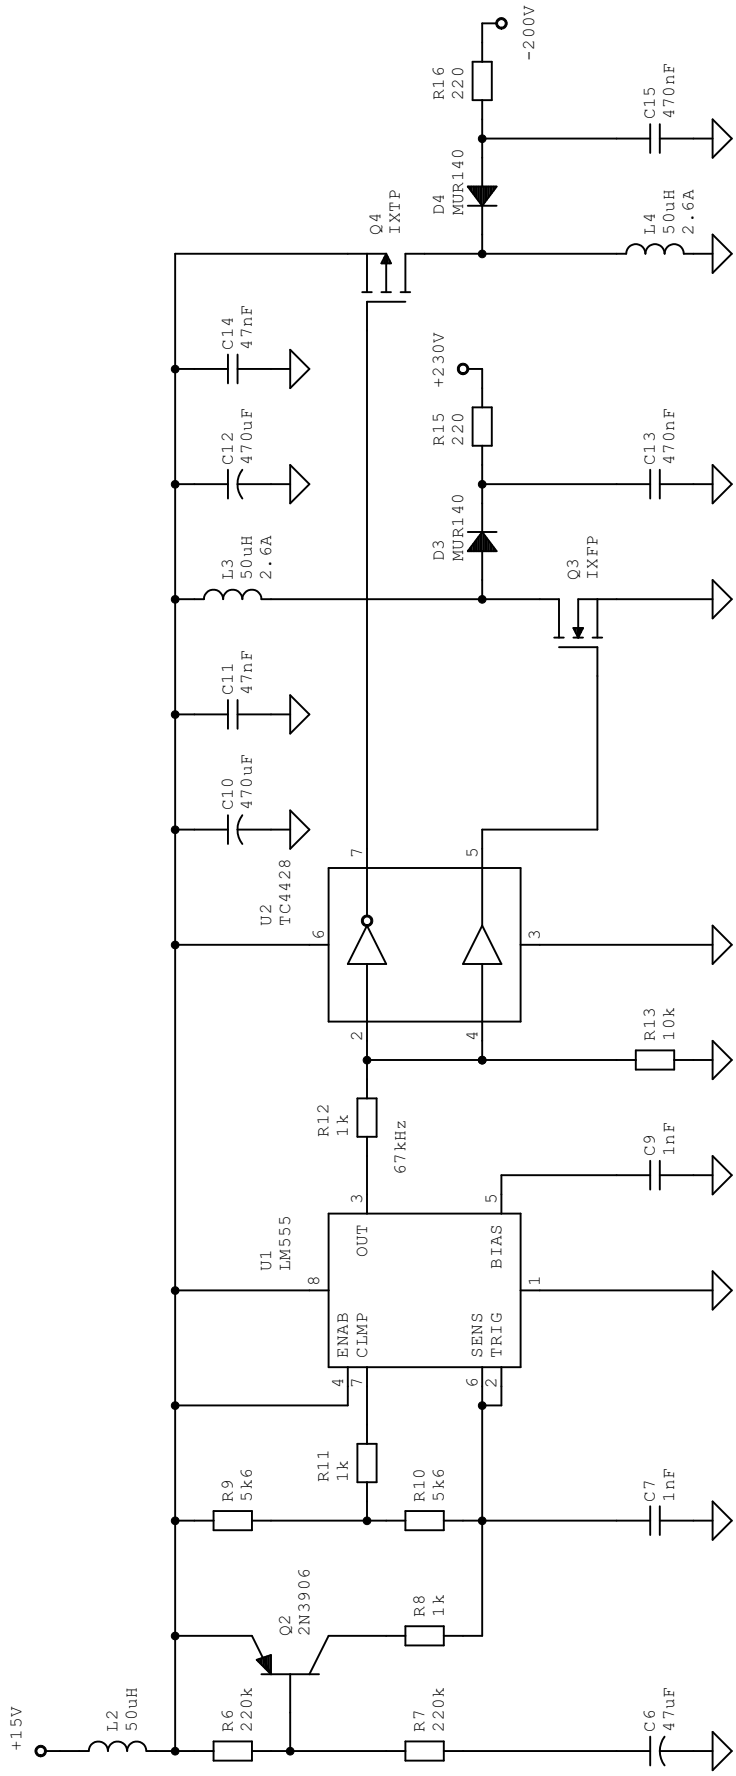 +15V
L2
50uH
R6
220k
R7
220k
C6
47uF
Q2
2N3906
R8
1k
R9
5k6
R10
5k6
R11
1k
C7
1nF
U1
LM555
8
4
7
6
2
3
5
1
ENAB
CLMP
SENS
TRIG
OUT
BIAS
C9
1nF
67kHz
R12
1k
R13
10k
U2
TC4428
6
2
4
7
5
3
C10
470uF
C11
47nF
L3
50uH
2.6A
C12
470uF
C14
47nF
Q3
IXFP
D3
MUR140
R15
220
+230V
C13
470nF
Q4
IXTP
D4
MUR140
R16
220
-200V
L4
50uH
2.6A
C15
470nF